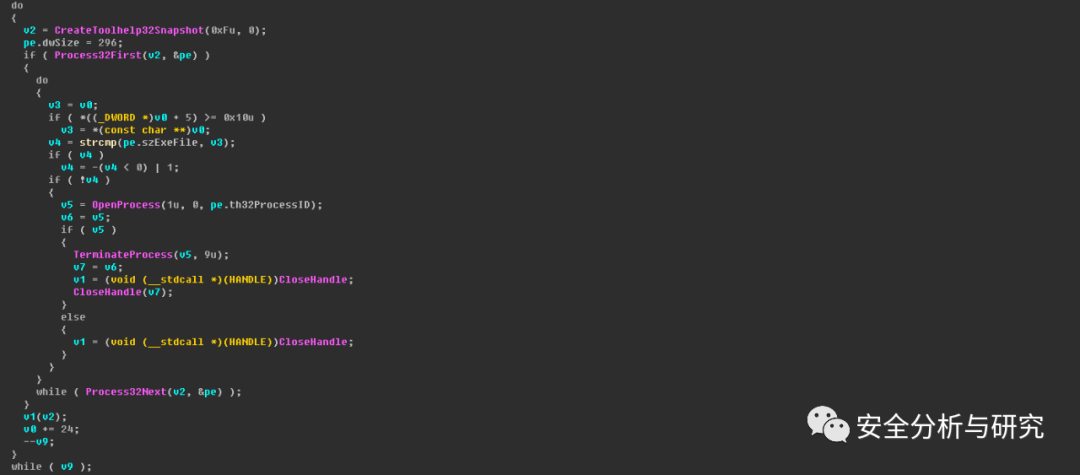 do
{
  v2 = CreateToolhelp32Snapshot(0xFu, 0);
  pe.dwSize = 296;
  if ( Process32First(v2, &pe) )
  {
    do
    {
      v3 = v0;
      if ( *((_DWORD *)v0 + 5) >= 0x10u )
        v3 = *(const char **)v0;
      v4 = strcmp(pe.szExeFile, v3);
      if ( v4 )
        v4 = -(v4 < 0) | 1;
      if ( !v4 )
      {
        v5 = OpenProcess(1u, 0, pe.th32ProcessID);
        v6 = v5;
        if ( v5 )
        {
          TerminateProcess(v5, 9u);
          v7 = v6;
          v1 = (void (__stdcall *)(HANDLE))CloseHandle;
          CloseHandle(v7);
        }
        else
        {
          v1 = (void (__stdcall *)(HANDLE))CloseHandle;
        }
      }
    }
    while ( Process32Next(v2, &pe) );
  }
  v1(v2);
  v0 += 24;
  --v9;
}
while ( v9 );
安全分析与研究